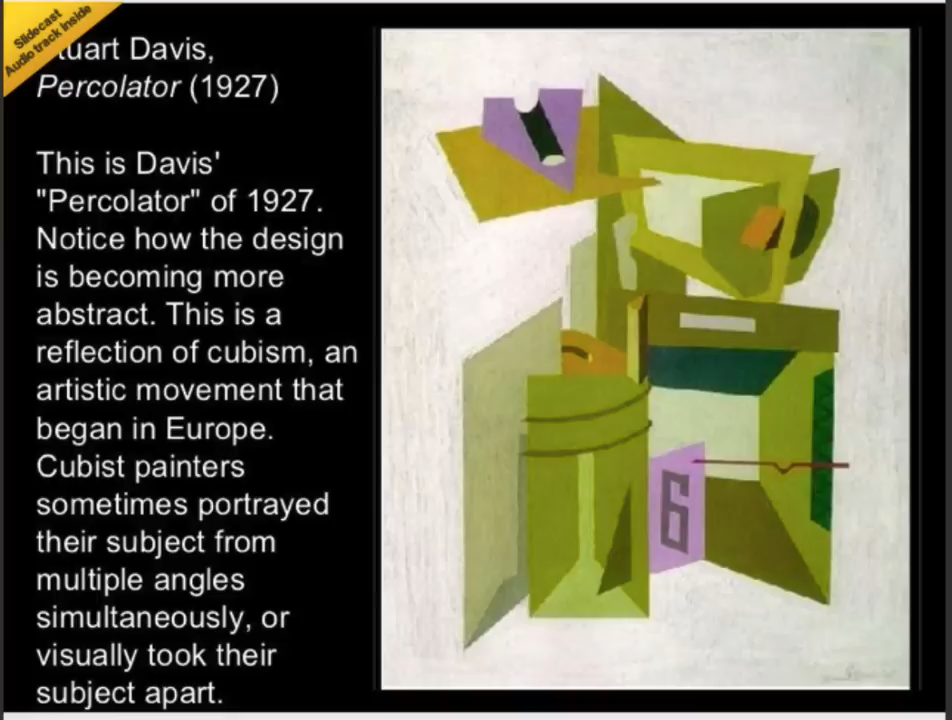 Slidecast
Audio track inside
tuart Davis,
Percolator (1927)
This is Davis'
"Percolator" of 1927.
Notice how the design
is becoming more
abstract. This is a
reflection of cubism, an
artistic movement that
began in Europe.
Cubist painters
sometimes portrayed
their subject from
multiple angles
simultaneously, or
visually took their
subject apart.
6